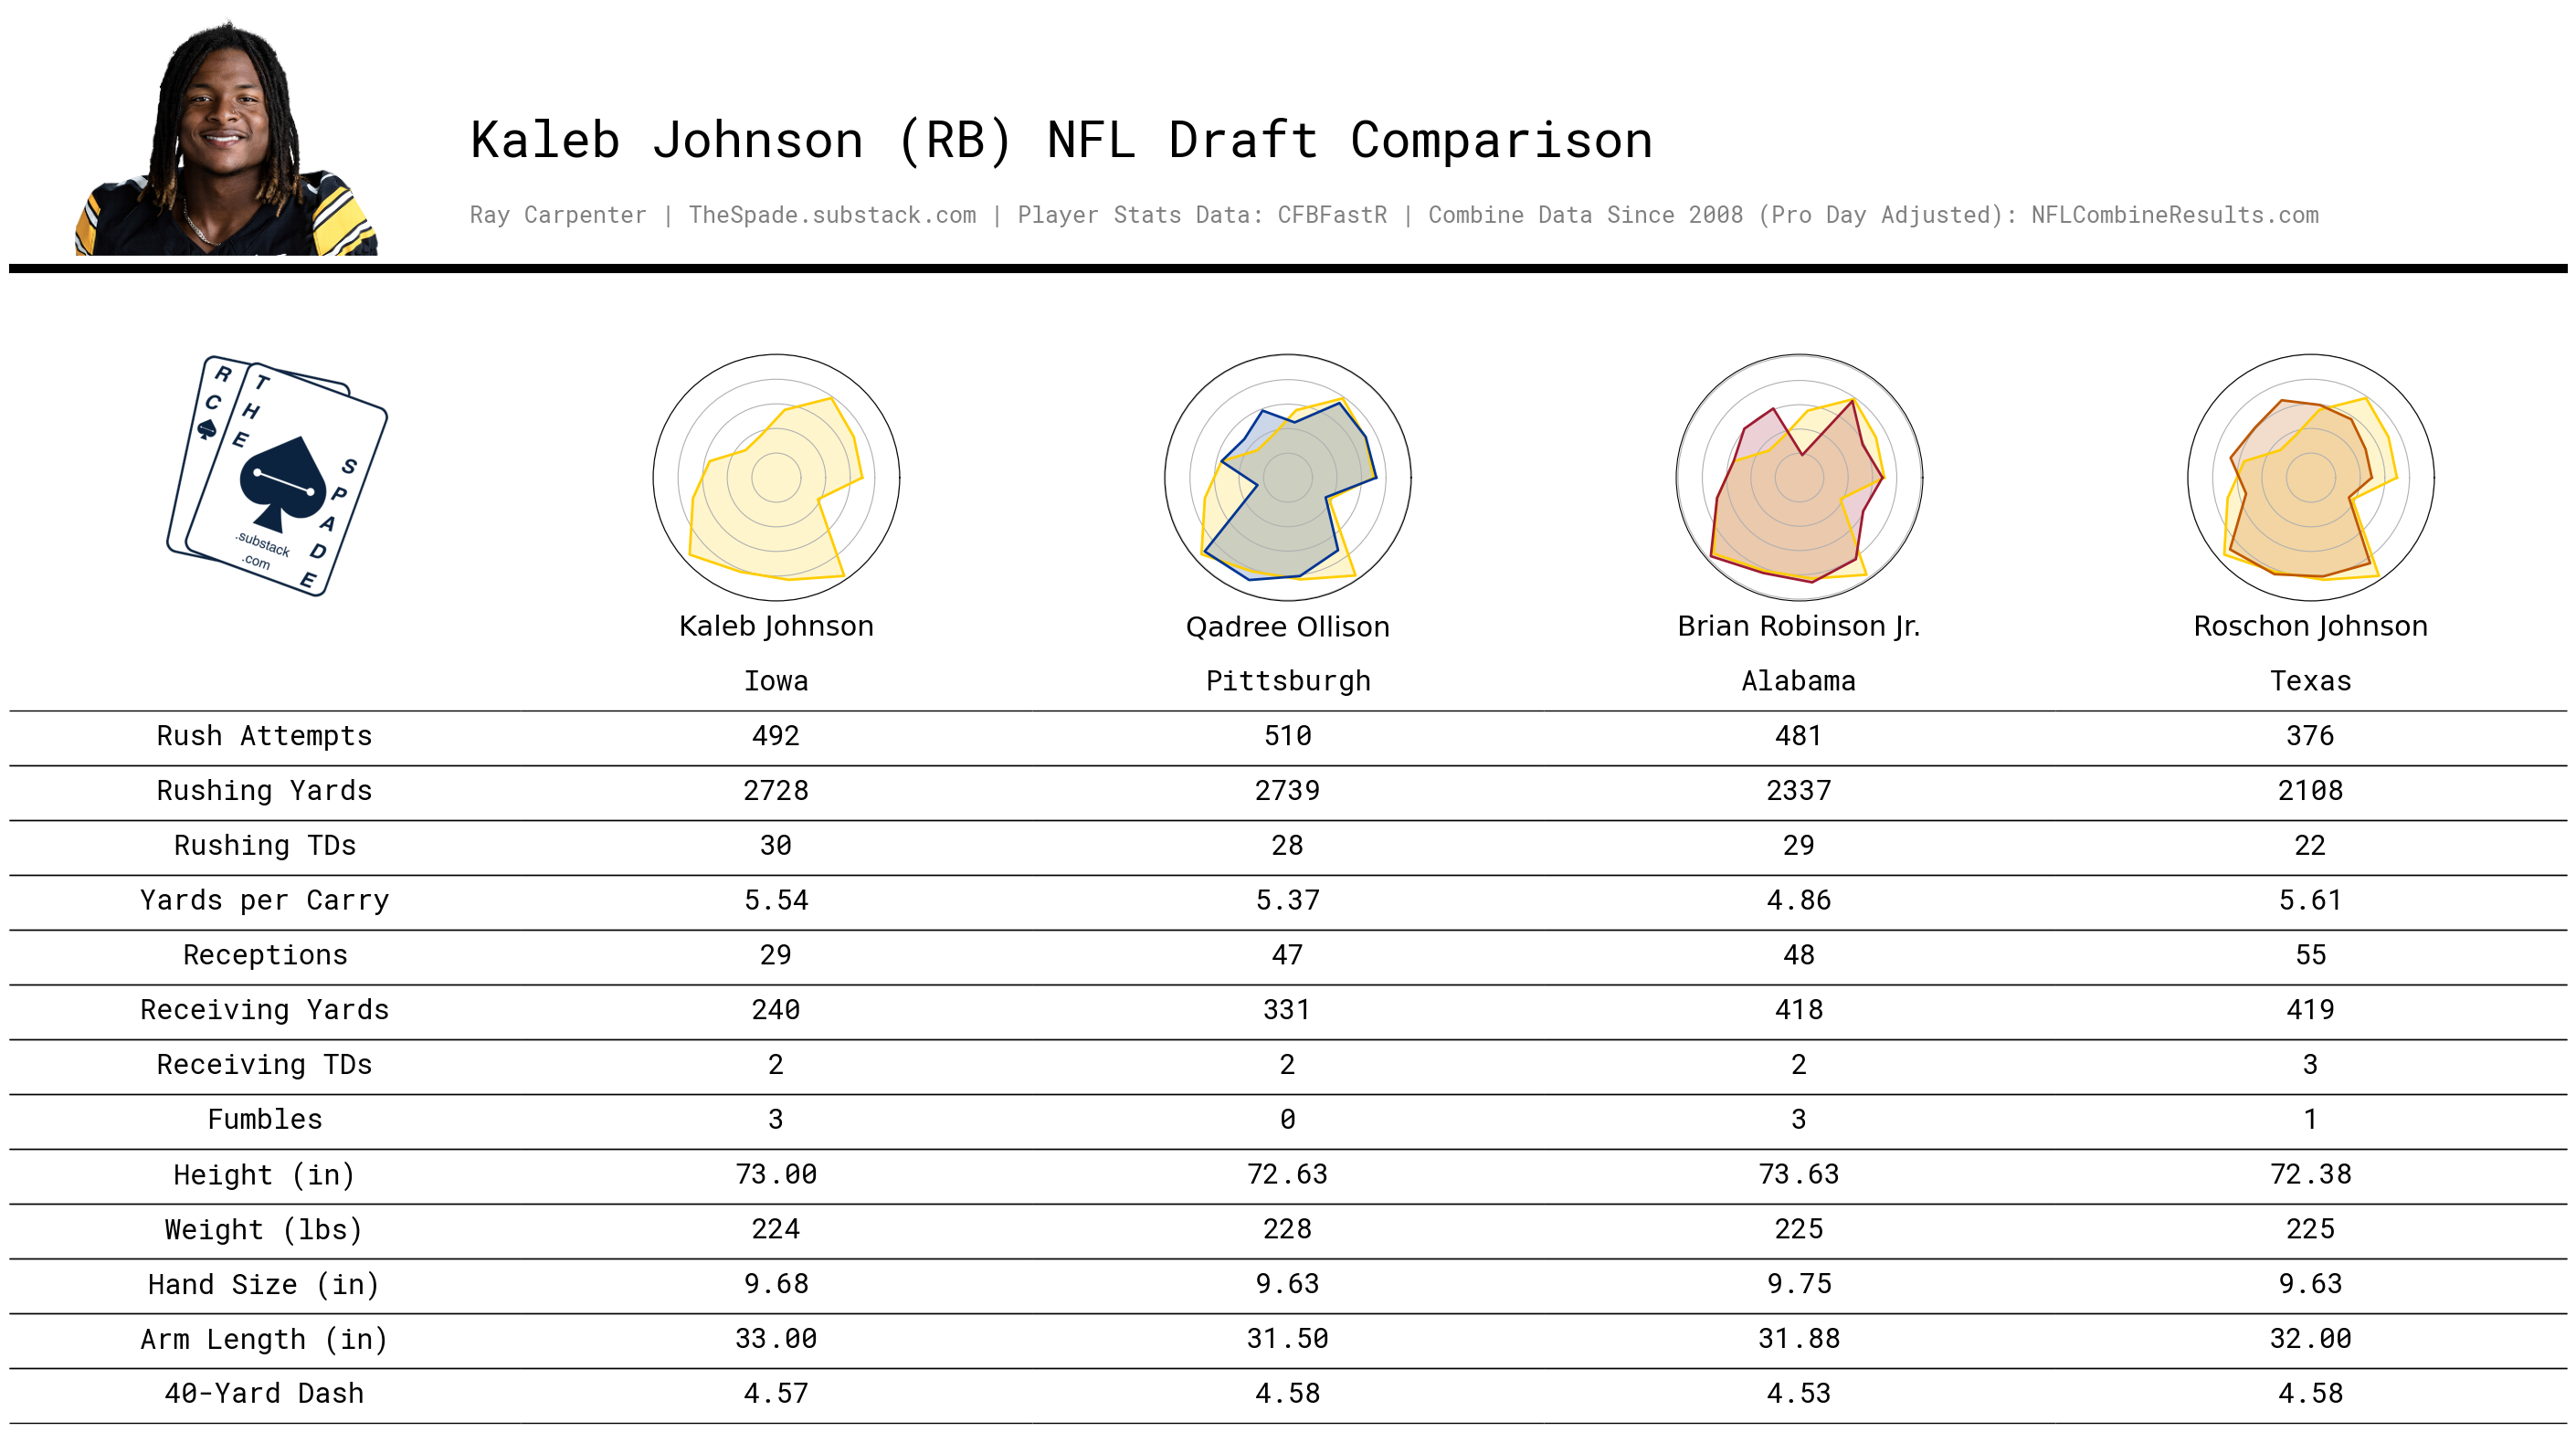 Kaleb Johnson (RB) NFL Draft Comparison
Ray Carpenter | TheSpade.substack.com | Player Stats Data: CFBFastR | Combine Data Since 2008 (Pro Day Adjusted): NFLCombineResults.com
RC
THE
SPADE
.substack
.com
Kaleb Johnson Qadree Ollison Brian Robinson Jr. Roschon Johnson
Iowa Pittsburgh Alabama Texas
Rush Attempts 492 510 481 376
Rushing Yards 2728 2739 2337 2108
Rushing TDs 30 28 29 22
Yards per Carry 5.54 5.37 4.86 5.61
Receptions 29 47 48 55
Receiving Yards 240 331 418 419
Receiving TDs 2 2 2 3
Fumbles 3 0 3 1
Height (in) 73.00 72.63 73.63 72.38
Weight (lbs) 224 228 225 225
Hand Size (in) 9.68 9.63 9.75 9.63
Arm Length (in) 33.00 31.50 31.88 32.00
40-Yard Dash 4.57 4.58 4.53 4.58